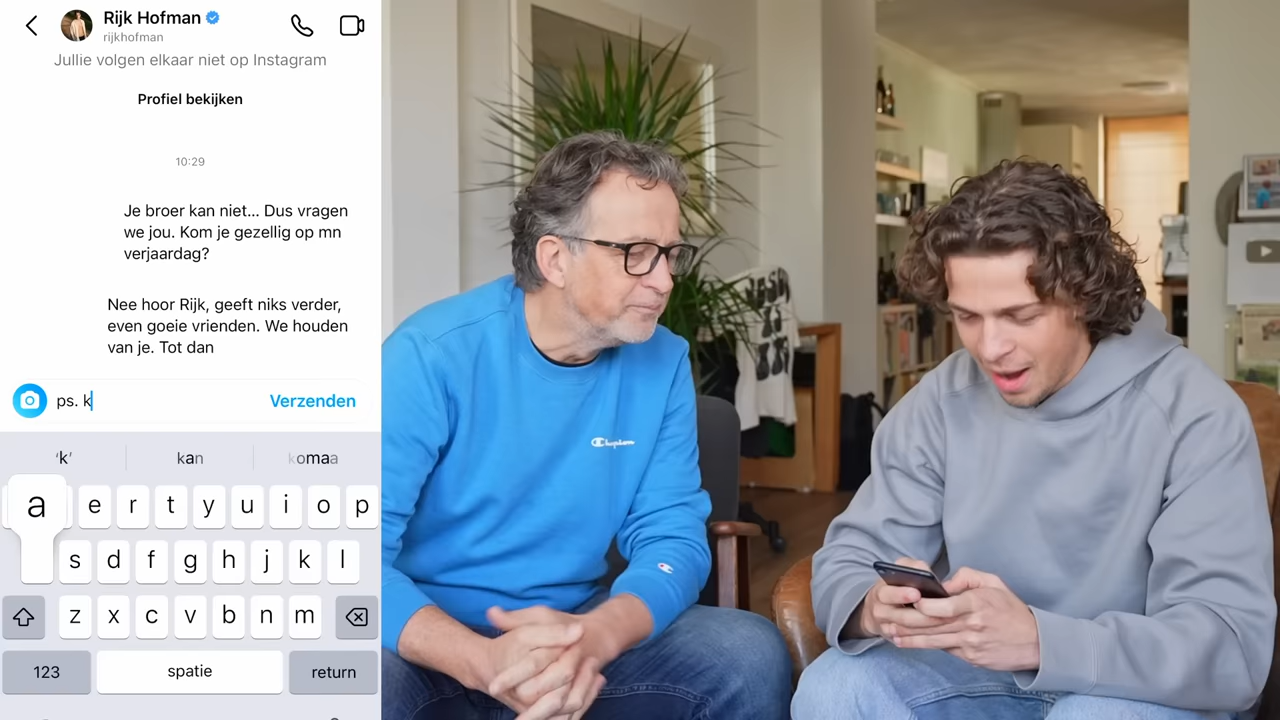 Rijk Hofman
rijkhofman
Jullie volgen elkaar niet op Instagram
Profiel bekijken
10:29
Je broer kan niet... Dus vragen
we jou. Kom je gezellig op mn
verjaardag?
Nee hoor Rijk, geeft niks verder,
even goeie vrienden. We houden
van je. Tot dan
ps. k
Verzenden
'k'
kan
komaa
a
e r t y u i o p
s d f g h j k l
z x c v b n m
123
spatie
return
Champion